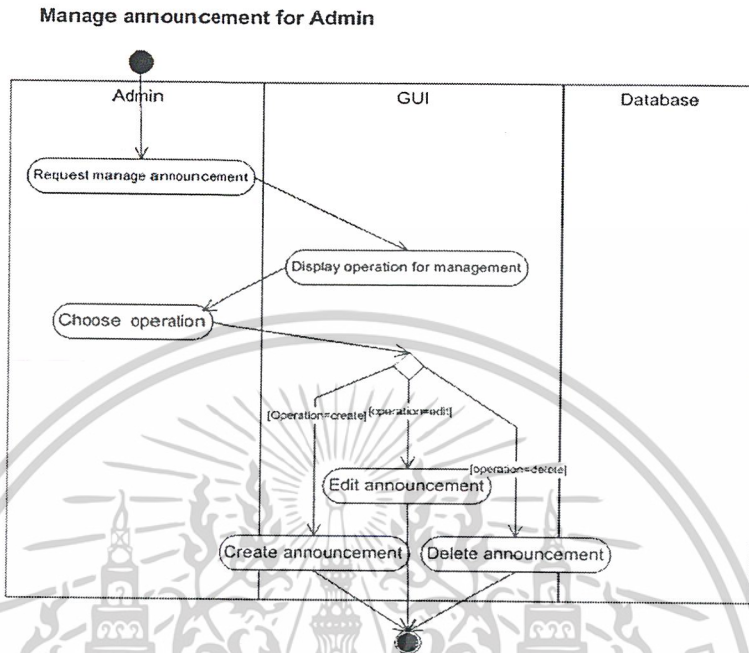 Manage announcement for Admin
Admin
GUI
Database
Request manage announcement
Display operation for management
Choose operation
[Operation=create]
[operation=edit]
[operation=delete]
Edit announcement
Create announcement
Delete announcement